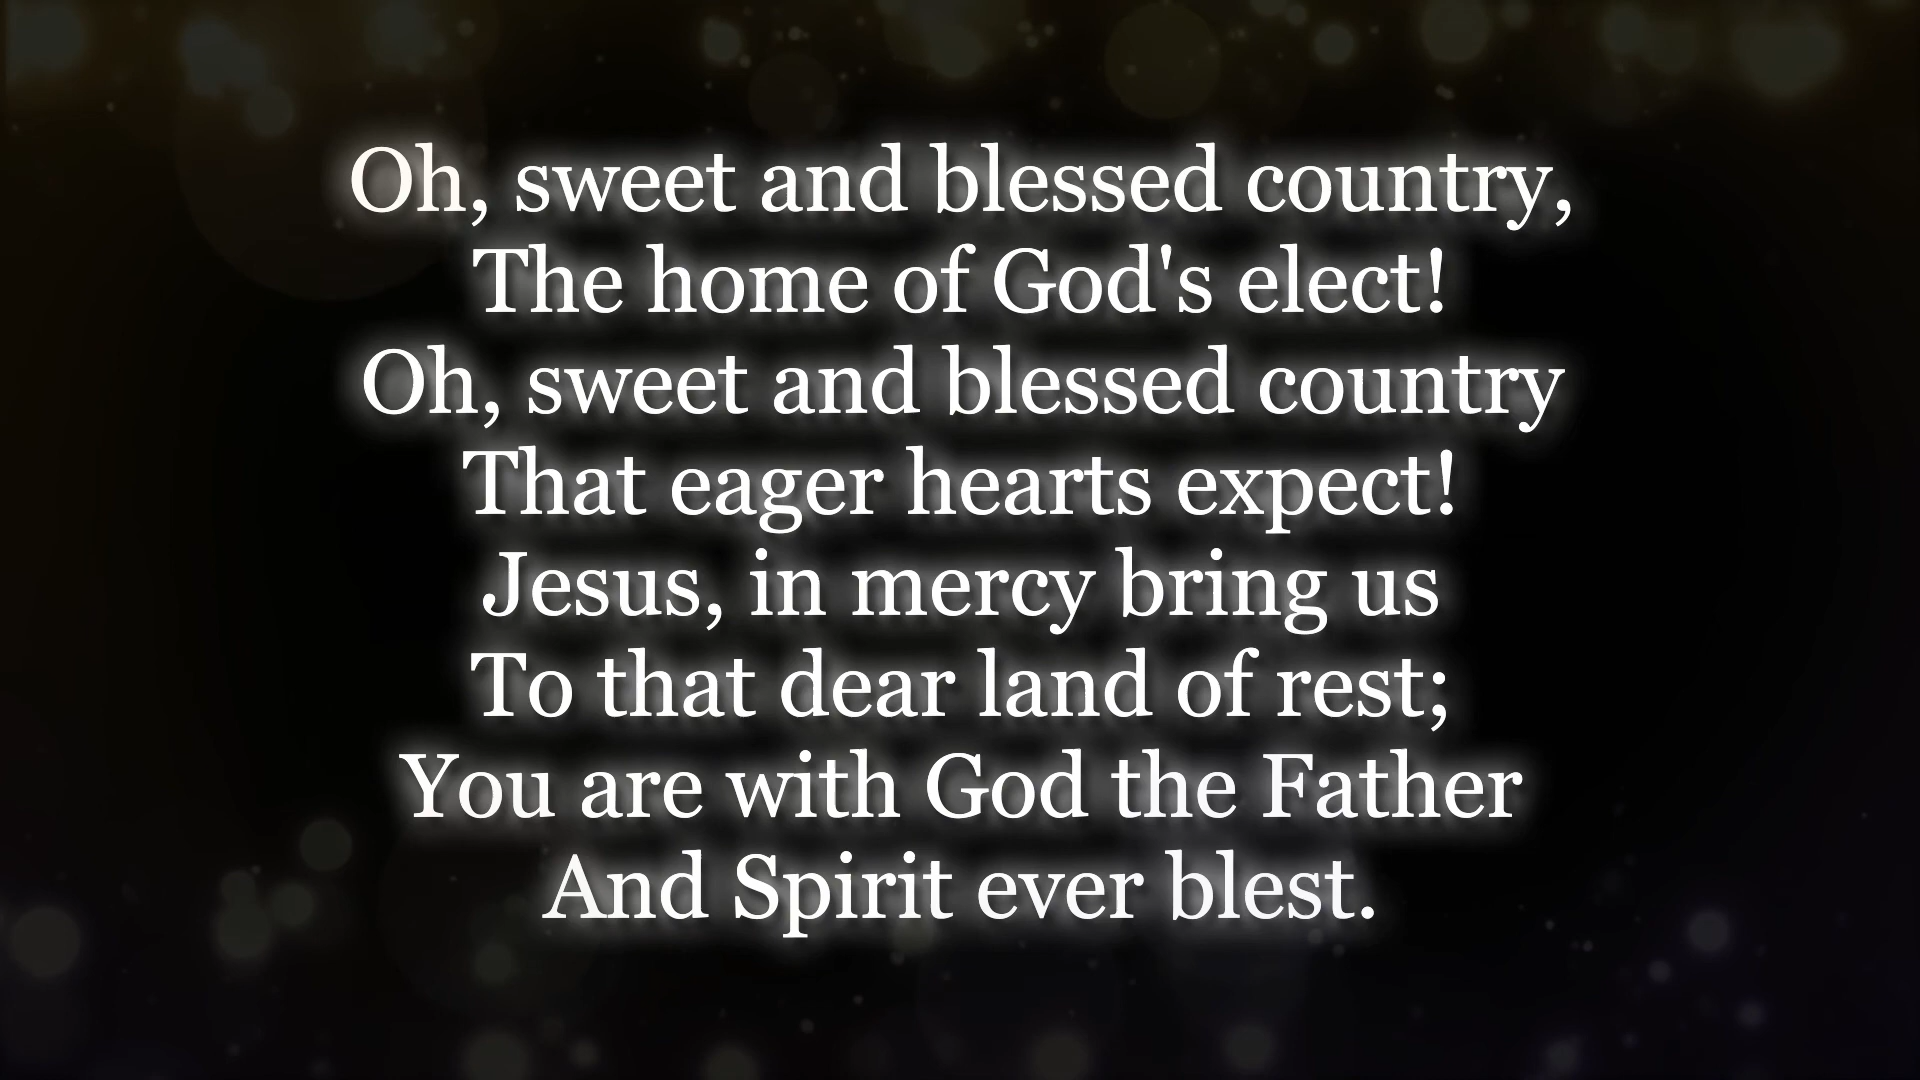 Oh, sweet and blessed country,
The home of God's elect!
Oh, sweet and blessed country
That eager hearts expect!
Jesus, in mercy bring us
To that dear land of rest;
You are with God the Father
And Spirit ever blest.